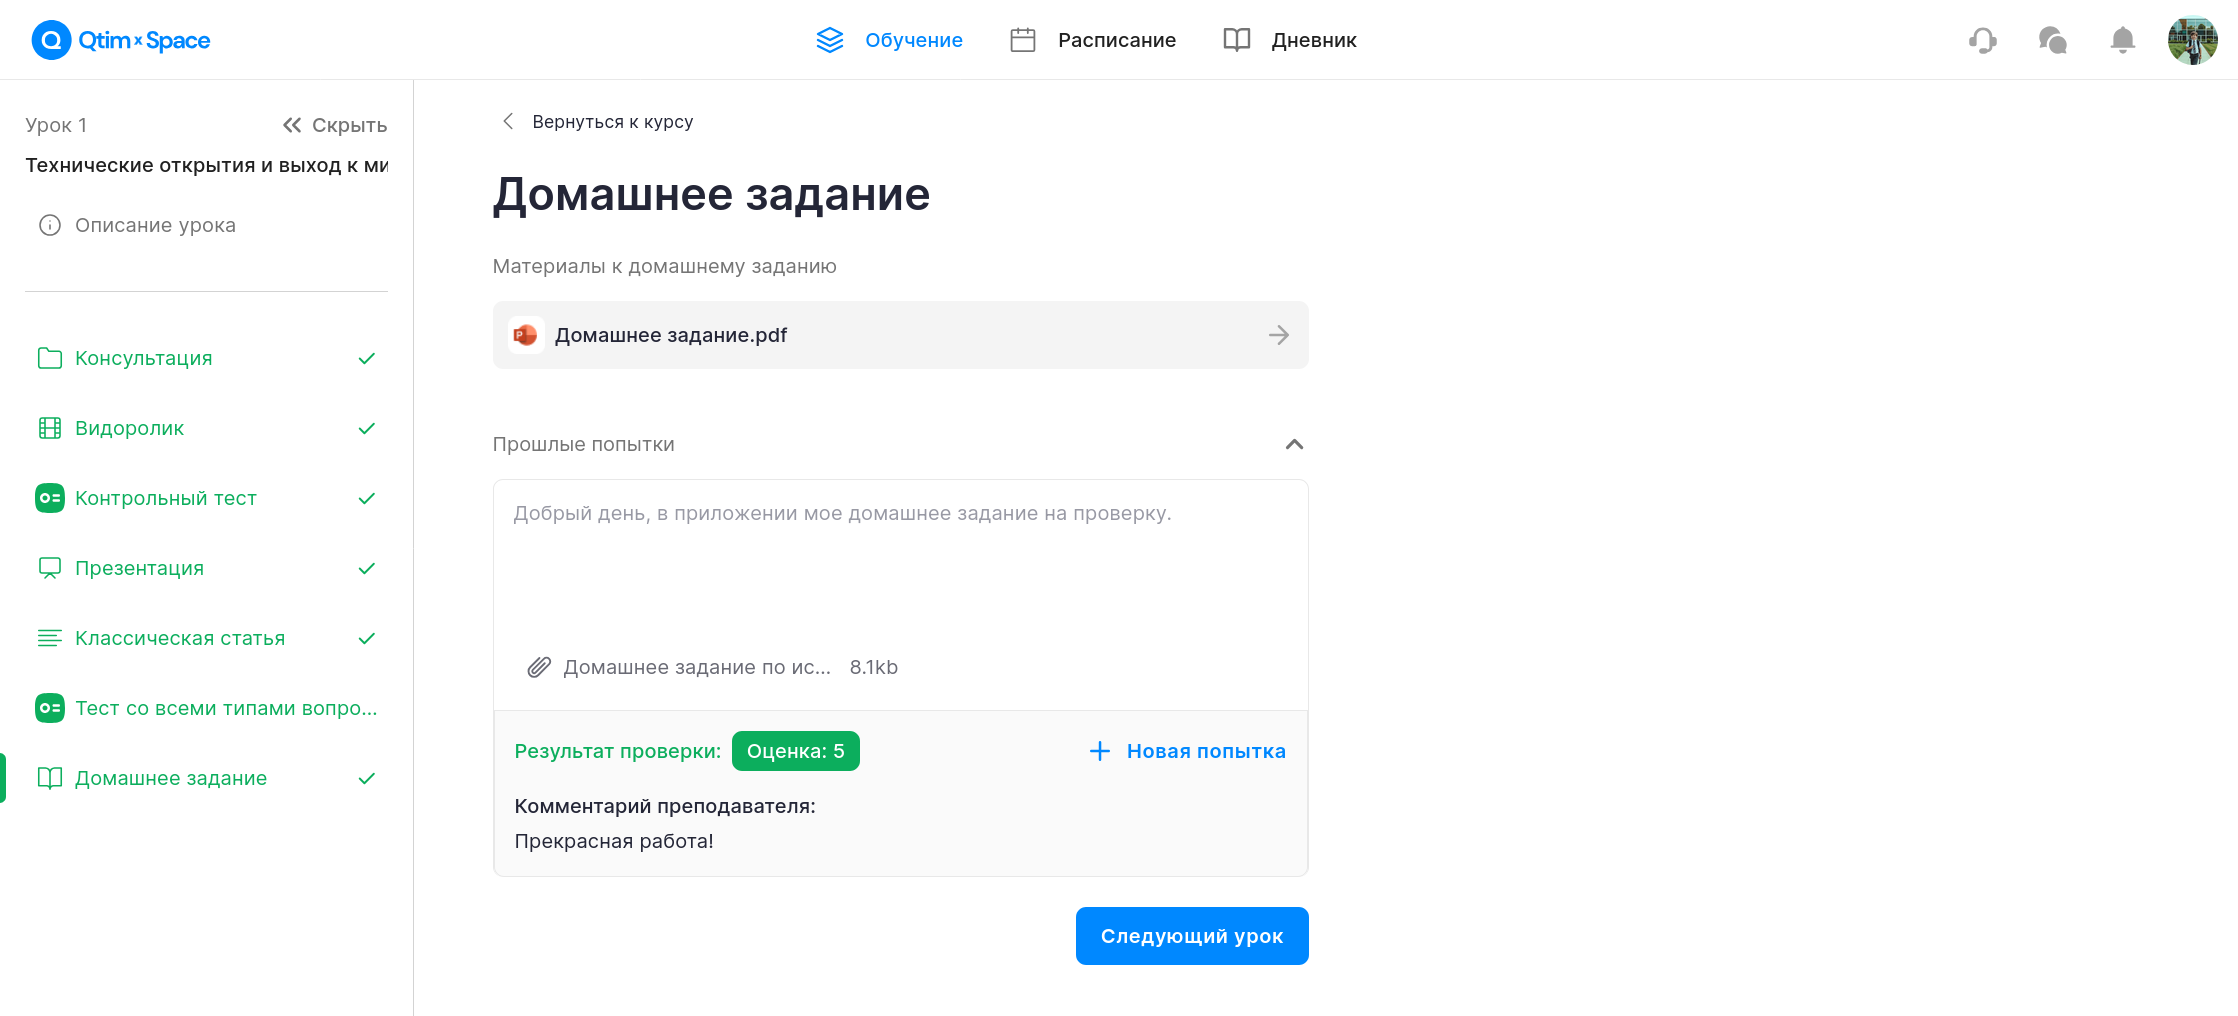 Qtim x Space
Обучение
Расписание
Дневник
Урок 1
Скрыть
Технические открытия и выход к ми
Описание урока
Консультация
Видоролик
Контрольный тест
Презентация
Классическая статья
Тест со всеми типами вопро...
Домашнее задание
Вернуться к курсу
Домашнее задание
Материалы к домашнему заданию
Домашнее задание.pdf
Прошлые попытки
Добрый день, в приложении мое домашнее задание на проверку.
Домашнее задание по ис... 8.1kb
Результат проверки: Оценка: 5
Новая попытка
Комментарий преподавателя:
Прекрасная работа!
Следующий урок